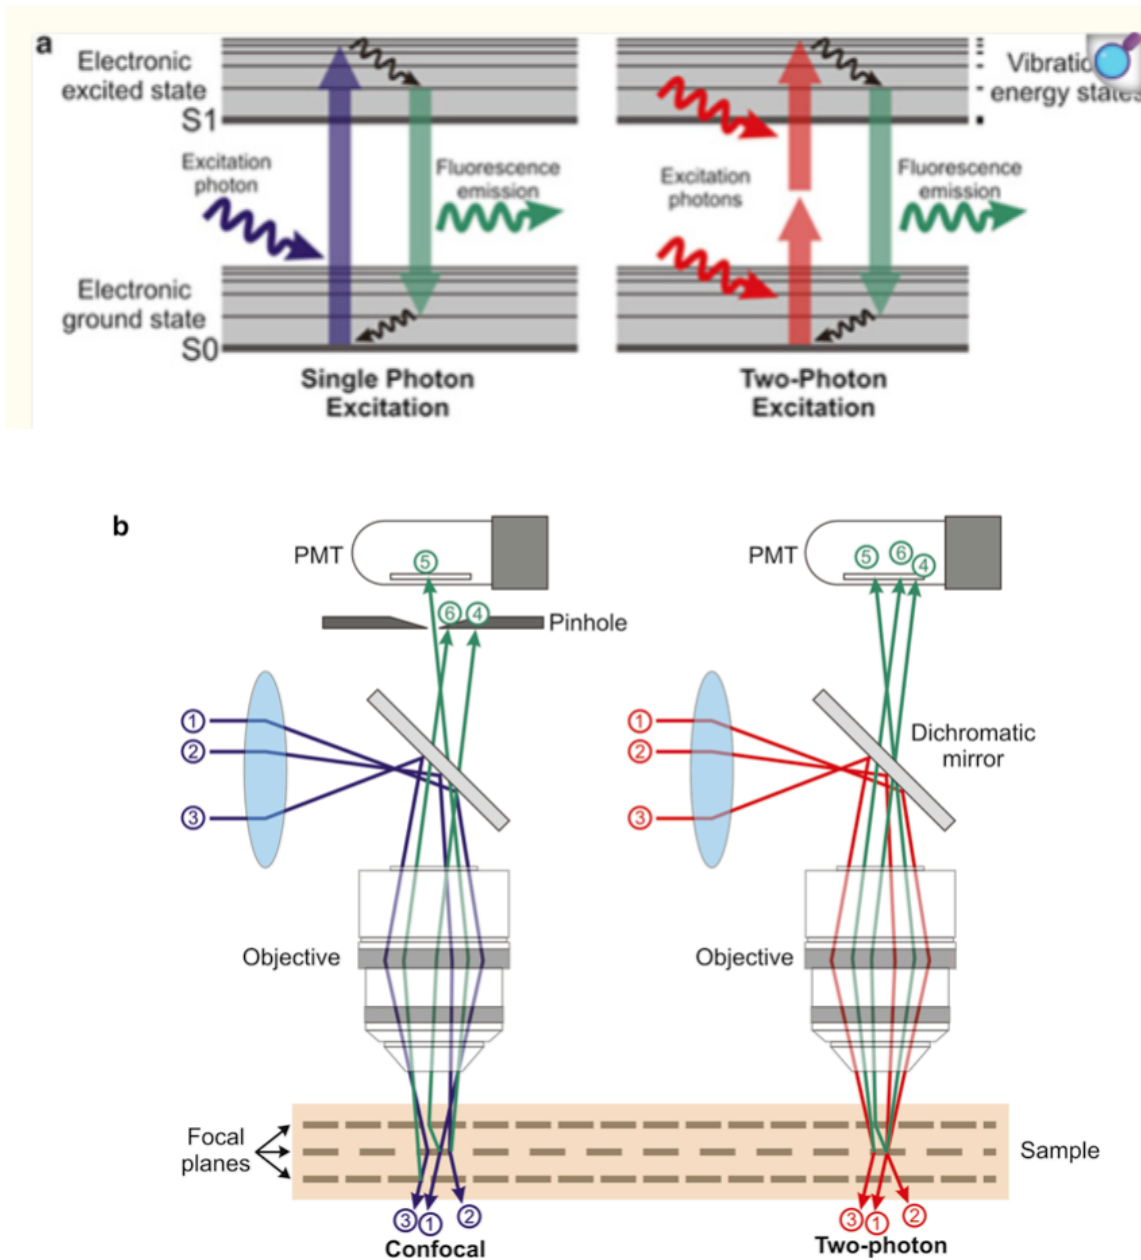 a
Electronic
excited state
S1
Excitation
photon
Fluorescence
emission
Electronic
ground state
S0
Single Photon
Excitation
Excitation
photons
Fluorescence
emission
energy states
Two-Photon
Excitation
b
PMT
5
6 4
Pinhole
1
2
3
Objective
Focal
planes
3 1 2
Confocal
PMT
5 6 4
1
2
3
Dichromatic
mirror
Objective
Sample
3 1 2
Two-photon